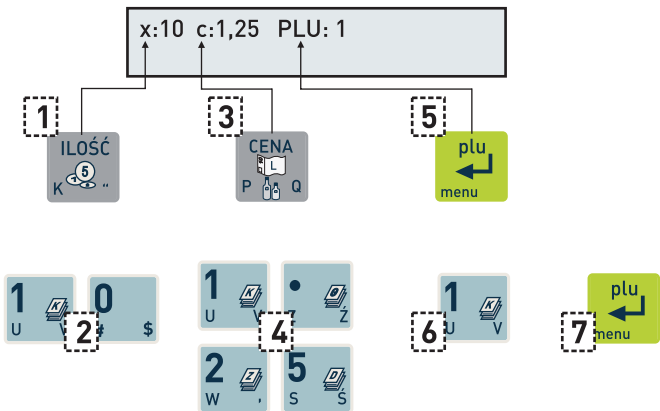 x:10 c:1,25 PLU: 1
1 3 5
ILOŚĆ CENA plu
5 L
K “ P Q menu
1 0 1 • 1 plu
K K O K
U V # $ U V Z Ź U V menu
2 4 6 7
2 5
Z D
W , S Ś